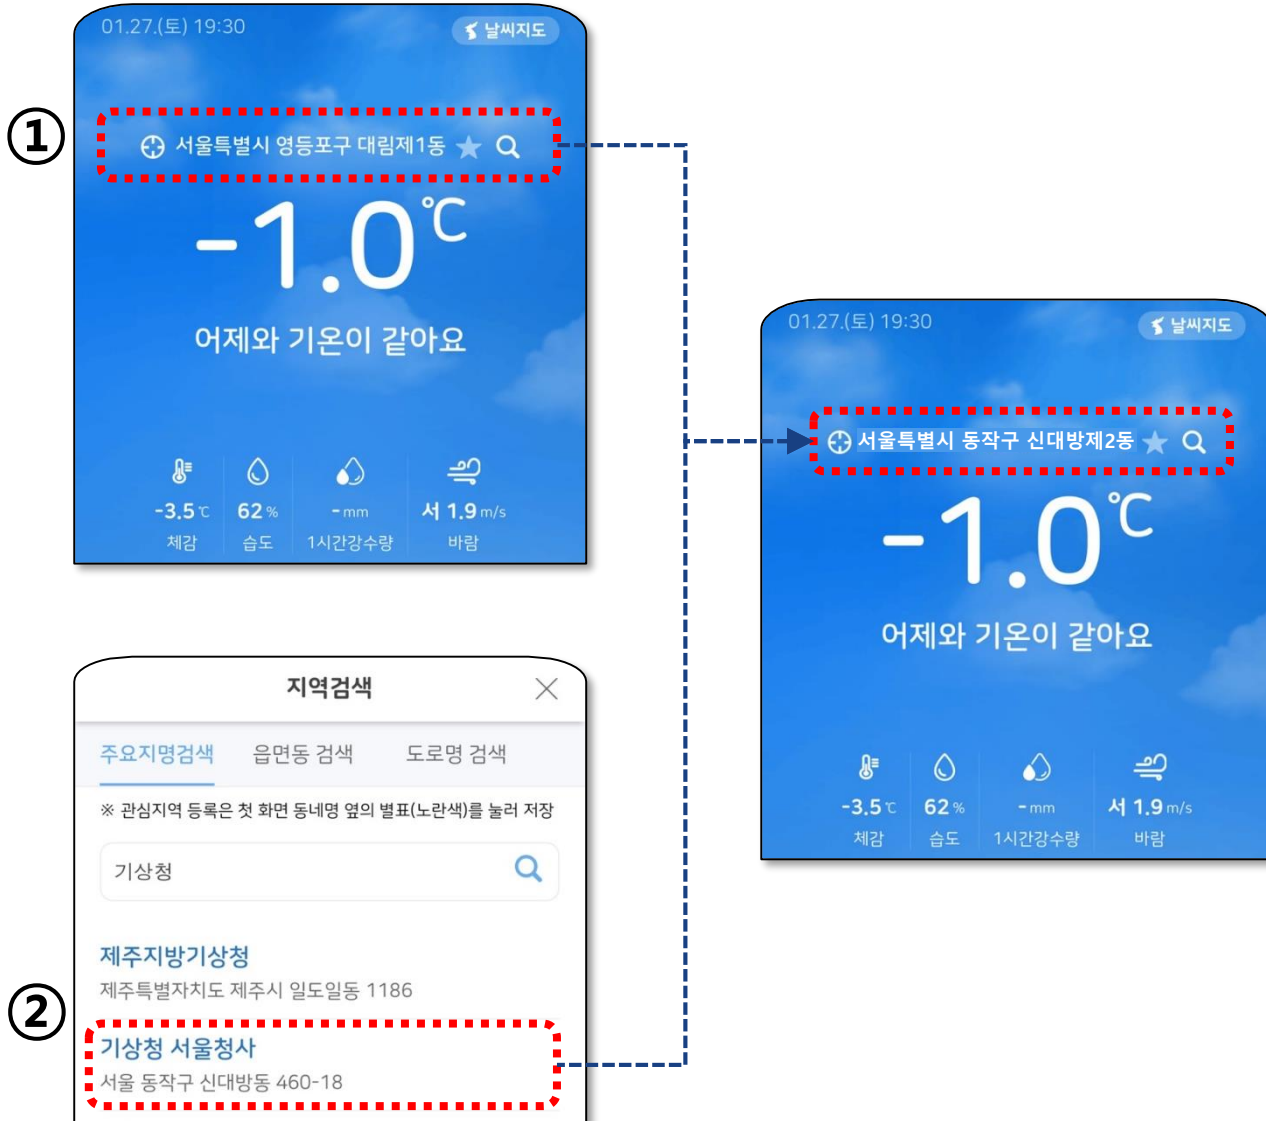 ①
01.27.(토) 19:30
날씨지도
서울특별시 영등포구 대림제1동
-1.0℃
어제와 기온이 같아요
-3.5℃ 62% -mm 서 1.9m/s
체감 습도 1시간강수량 바람
②
지역검색
주요지명검색 읍면동 검색 도로명 검색
※ 관심지역 등록은 첫 화면 동네명 옆의 별표(노란색)를 눌러 저장
기상청
제주지방기상청
제주특별자치도 제주시 일도일동 1186
기상청 서울청사
서울 동작구 신대방동 460-18
01.27.(토) 19:30
날씨지도
서울특별시 동작구 신대방제2동
-1.0℃
어제와 기온이 같아요
-3.5℃ 62% -mm 서 1.9m/s
체감 습도 1시간강수량 바람